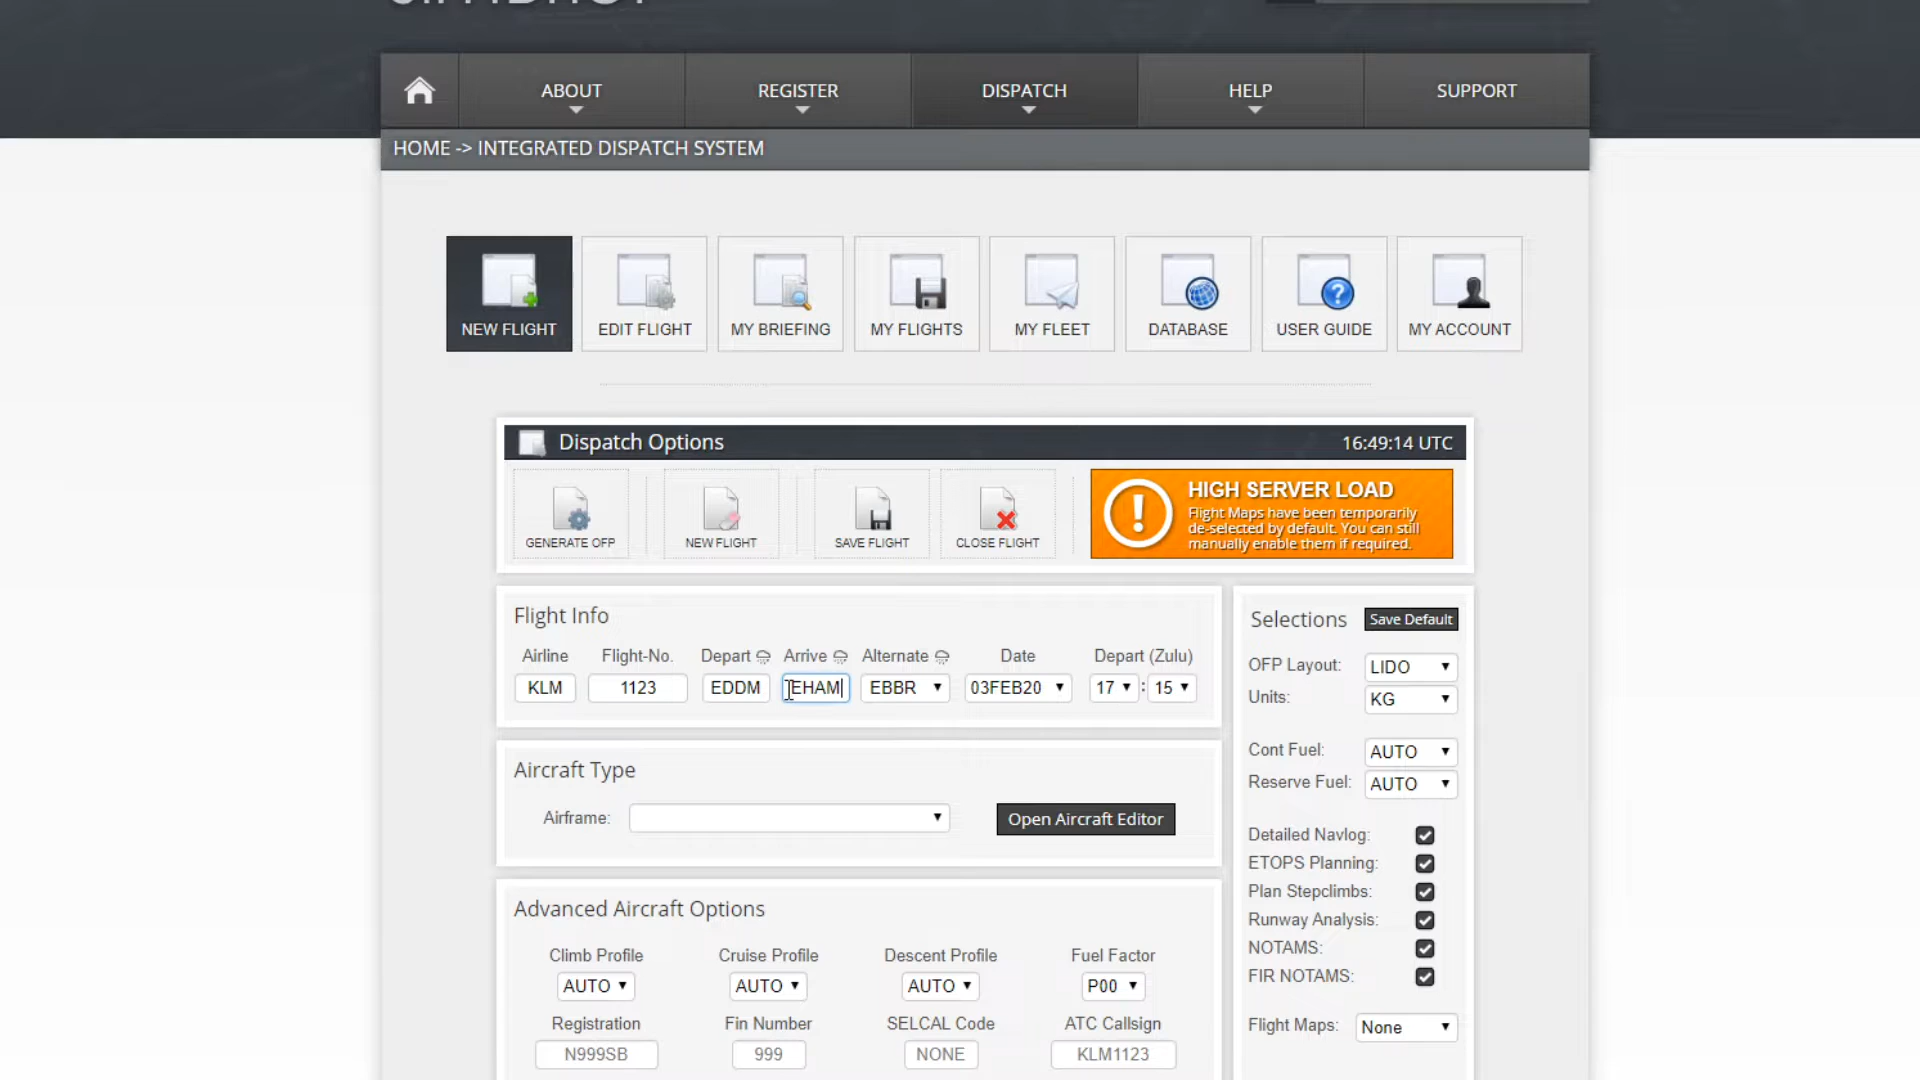 ABOUT REGISTER DISPATCH HELP SUPPORT
HOME -> INTEGRATED DISPATCH SYSTEM
NEW FLIGHT EDIT FLIGHT MY BRIEFING MY FLIGHTS MY FLEET DATABASE USER GUIDE MY ACCOUNT
Dispatch Options 16:49:14 UTC
GENERATE OFP NEW FLIGHT SAVE FLIGHT CLOSE FLIGHT
HIGH SERVER LOAD
Flight Maps have been temporarily
de-selected by default. You can still
manually enable them if required.
Flight Info
Airline Flight-No. Depart Arrive Alternate Date Depart (Zulu)
KLM 1123 EDDM EHAM EBBR 03FEB20 17 : 15
Aircraft Type
Airframe: Open Aircraft Editor
Advanced Aircraft Options
Climb Profile Cruise Profile Descent Profile Fuel Factor
AUTO AUTO AUTO P00
Registration Fin Number SELCAL Code ATC Callsign
N999SB 999 NONE KLM1123
Selections Save Default
OFP Layout: LIDO
Units: KG
Cont Fuel: AUTO
Reserve Fuel: AUTO
Detailed Navlog:
ETOPS Planning:
Plan Stepclimbs:
Runway Analysis:
NOTAMS:
FIR NOTAMS:
Flight Maps: None